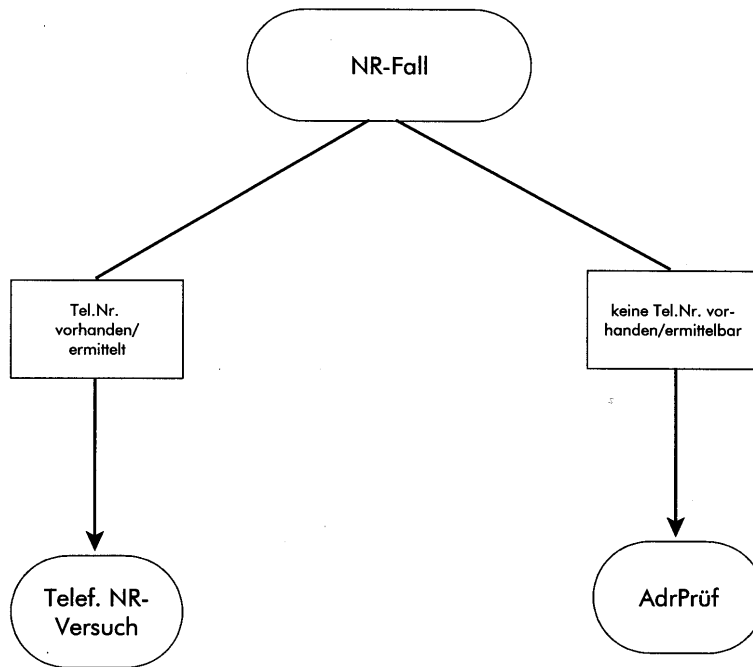 NR-Fall
Tel.Nr.
vorhanden/
ermittelt
keine Tel.Nr. vor-
handen/ermittelbar
Telef. NR-
Versuch
AdrPrüf